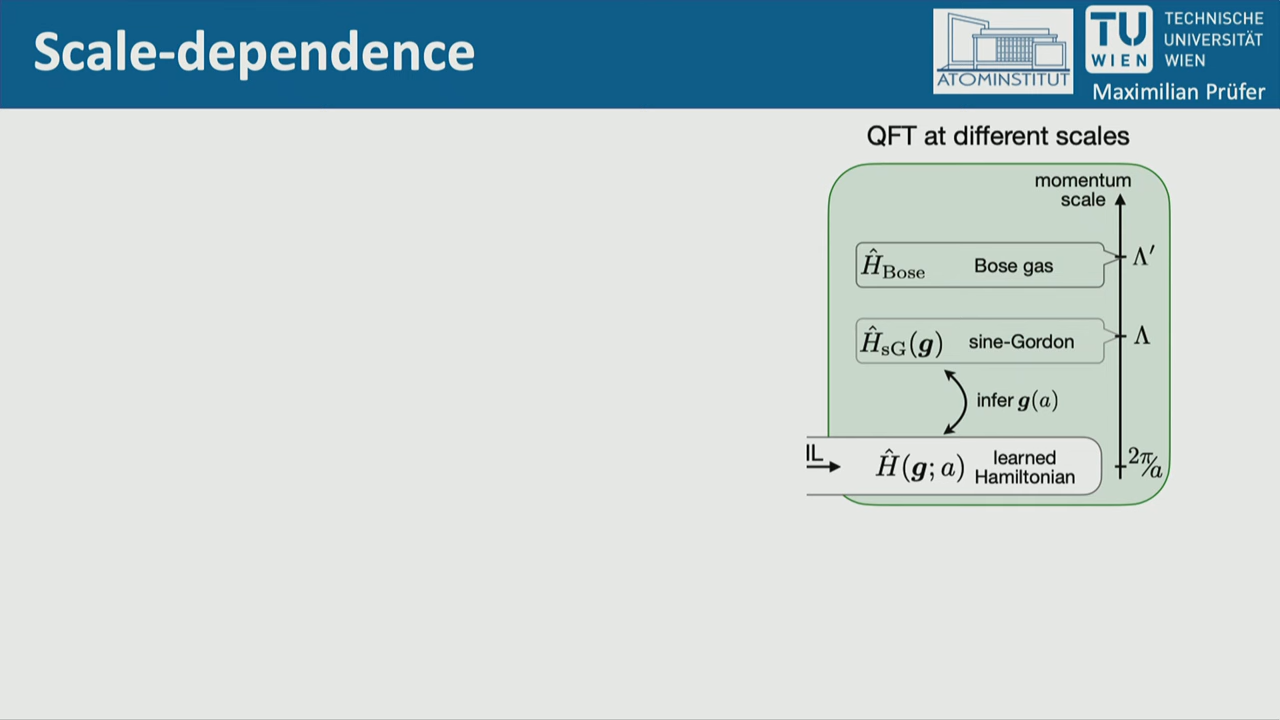 Scale-dependence
ATOMINSTITUT
TU
WIEN
TECHNISCHE
UNIVERSITÄT
WIEN
Maximilian Prüfer
QFT at different scales
momentum
scale
Ĥ_Bose Bose gas Λ′
Ĥ_sG(g) sine-Gordon Λ
infer g(a)
IL
Ĥ(g; a) learned
Hamiltonian
2π/a